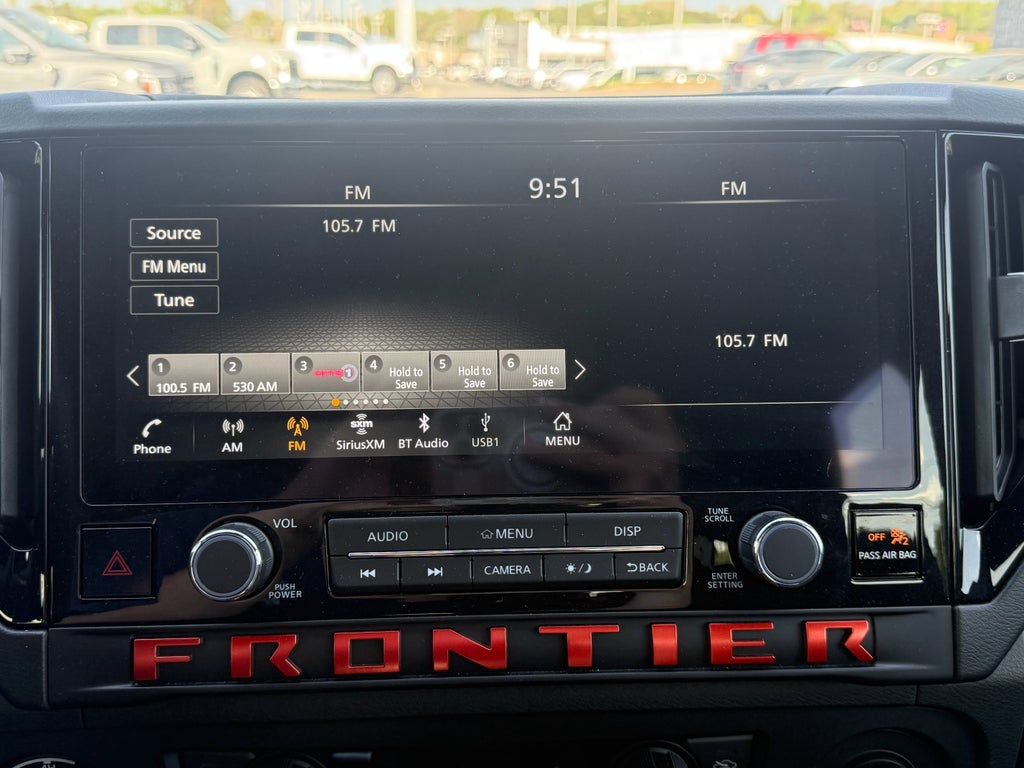 FM 9:51 FM
105.7 FM
Source
FM Menu
Tune
105.7 FM
1 100.5 FM
2 530 AM
3 1
4 Hold to Save
5 Hold to Save
6 Hold to Save
Phone
AM
FM
sxm
SiriusXM
BT Audio
USB1
MENU
VOL
PUSH
POWER
AUDIO
MENU
DISP
CAMERA
BACK
TUNE
SCROLL
ENTER
SETTING
OFF 2
PASS AIR BAG
FRONTIER